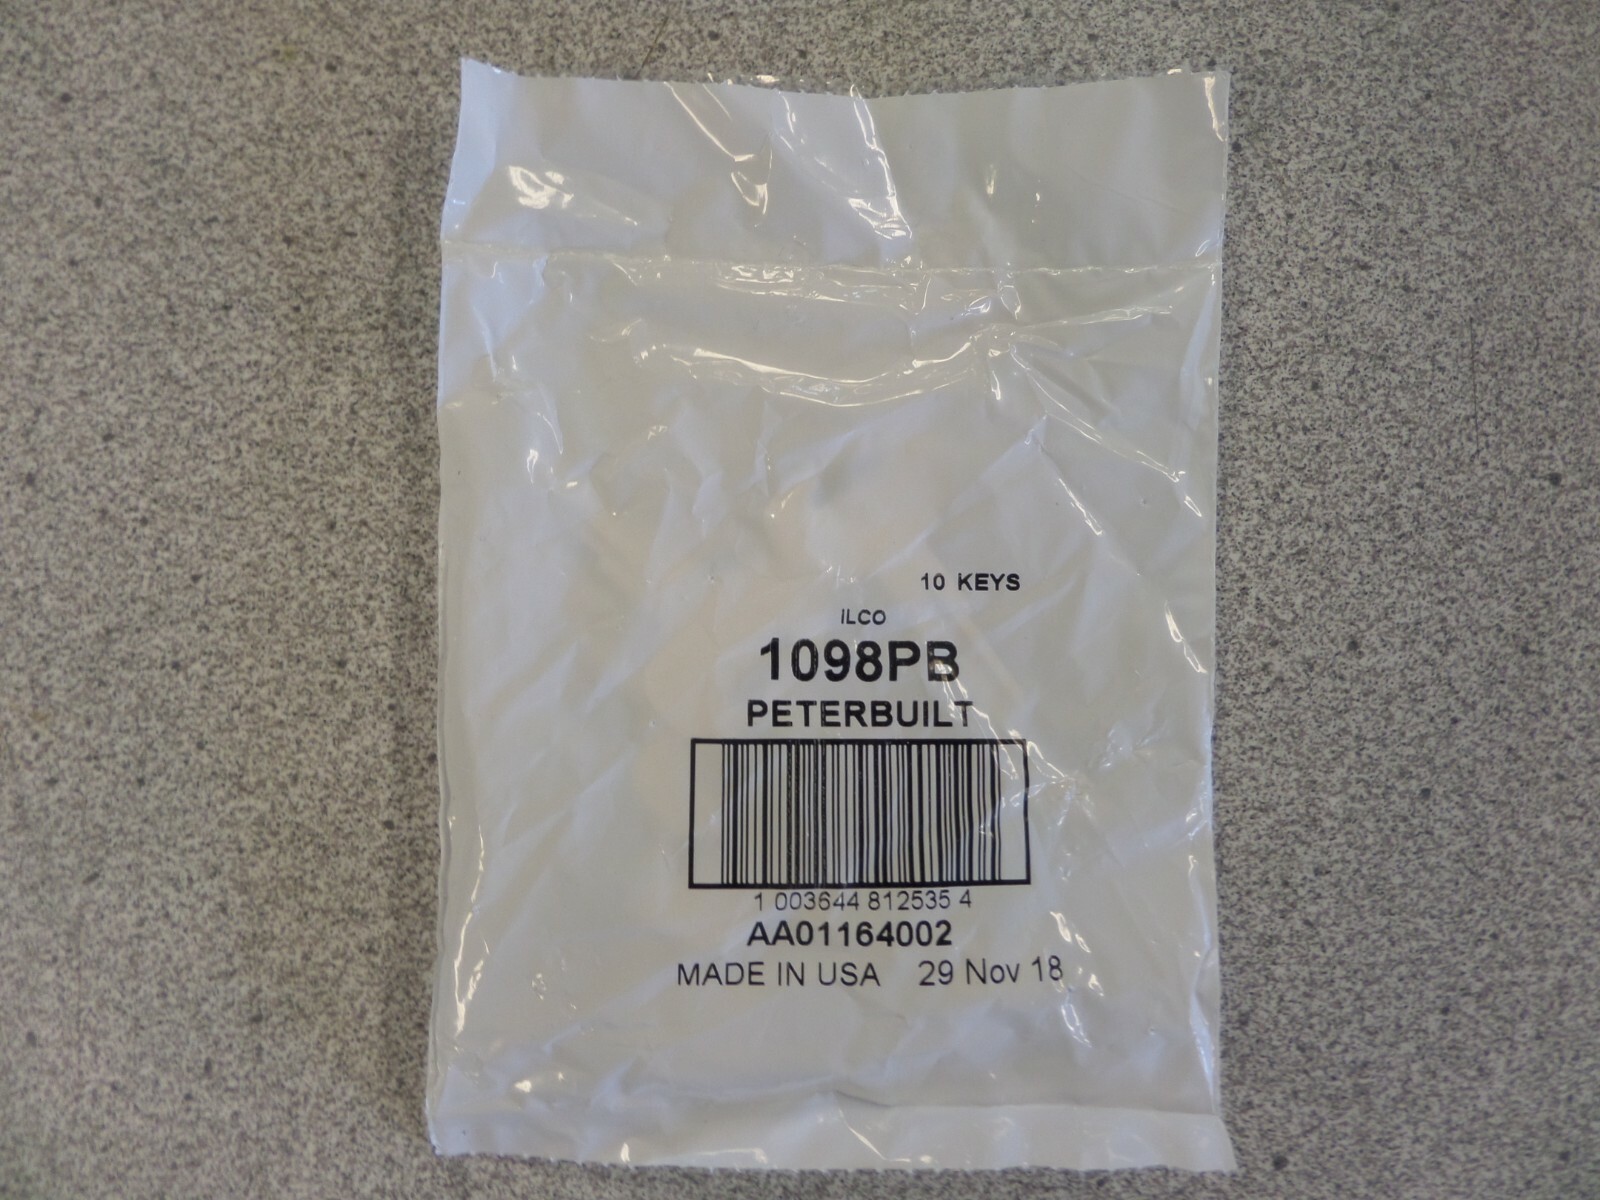 10 KEYS
ILCO
1098PB
PETERBUILT
1 003644 812535 4
AA01164002
MADE IN USA 29 Nov 18